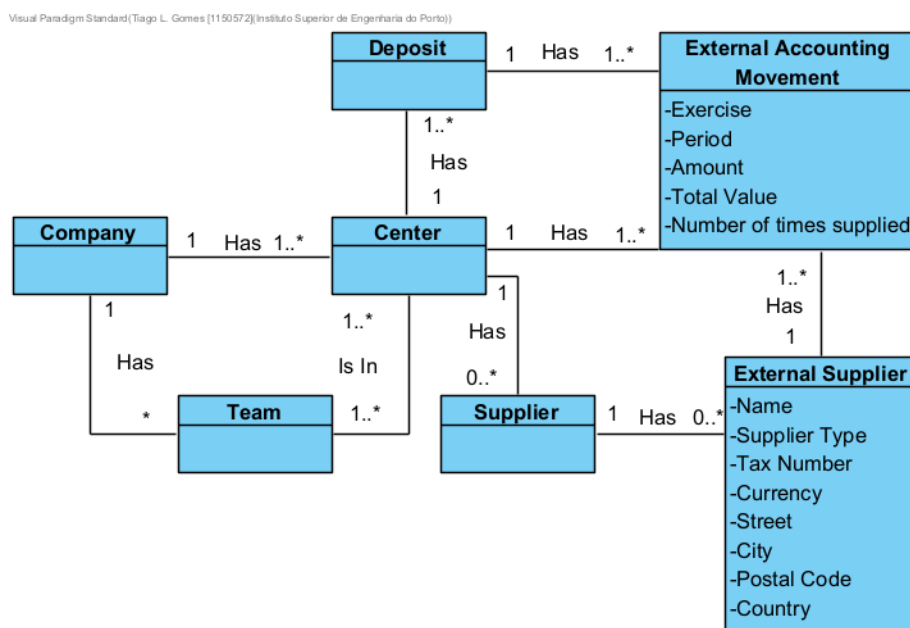 Visual Paradigm Standard(Tiago L. Gomes [1150572](Instituto Superior de Engenharia do Porto))
Deposit
1 Has 1..*
External Accounting
Movement
-Exercise
-Period
-Amount
-Total Value
-Number of times supplied
1..*
Has
1
Company
1 Has 1..*
Center
1 Has 1..*
1
Has
*
1..*
Is In
1..*
Team
1
Has
0..*
Supplier
1 Has 0..*
1..*
Has
1
External Supplier
-Name
-Supplier Type
-Tax Number
-Currency
-Street
-City
-Postal Code
-Country